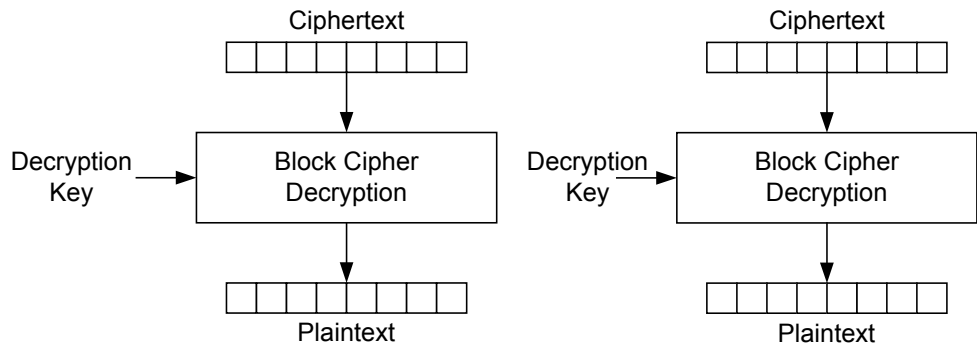 Ciphertext
Decryption
Key
Block Cipher
Decryption
Plaintext
Ciphertext
Decryption
Key
Block Cipher
Decryption
Plaintext